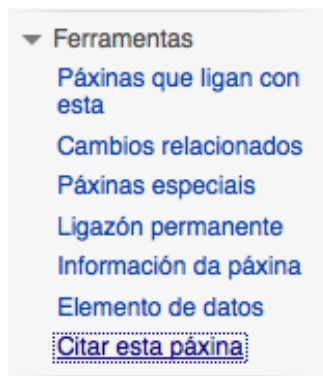 Ferramentas
Páxinas que ligan con
esta
Cambios relacionados
Páxinas especiais
Ligazón permanente
Información da páxina
Elemento de datos
Citar esta páxina